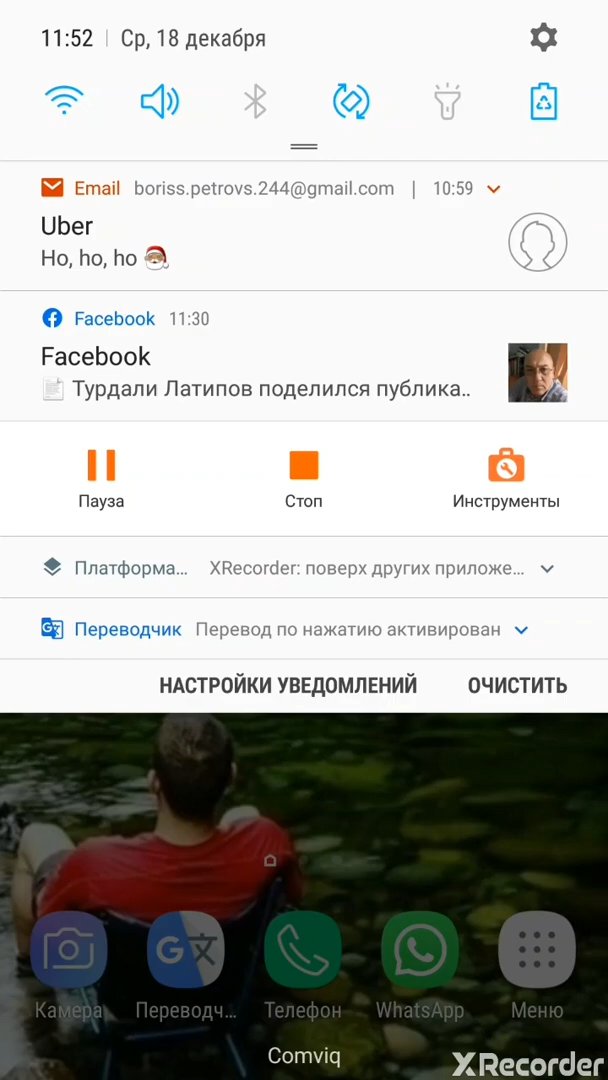 11:52 | Ср, 18 декабря
Email boriss.petrovs.244@gmail.com | 10:59
Uber
Ho, ho, ho 🎅
Facebook 11:30
Facebook
📄 Турдали Латипов поделился публика..
Пауза Стоп Инструменты
Платформа... XRecorder: поверх других приложе...
Переводчик Перевод по нажатию активирован
НАСТРОЙКИ УВЕДОМЛЕНИЙ ОЧИСТИТЬ
Камера Переводч... Телефон WhatsApp Меню
Comviq
XRecorder